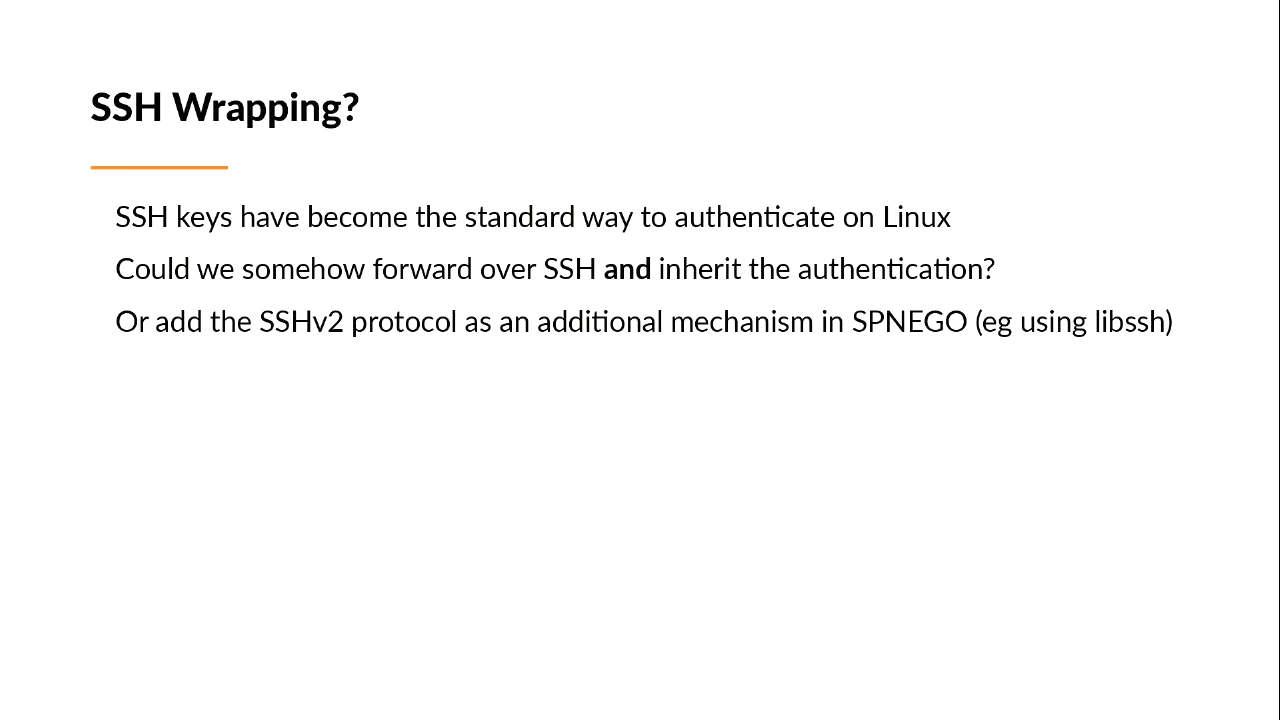 SSH Wrapping?
SSH keys have become the standard way to authenticate on Linux
Could we somehow forward over SSH and inherit the authentication?
Or add the SSHv2 protocol as an additional mechanism in SPNEGO (eg using libssh)